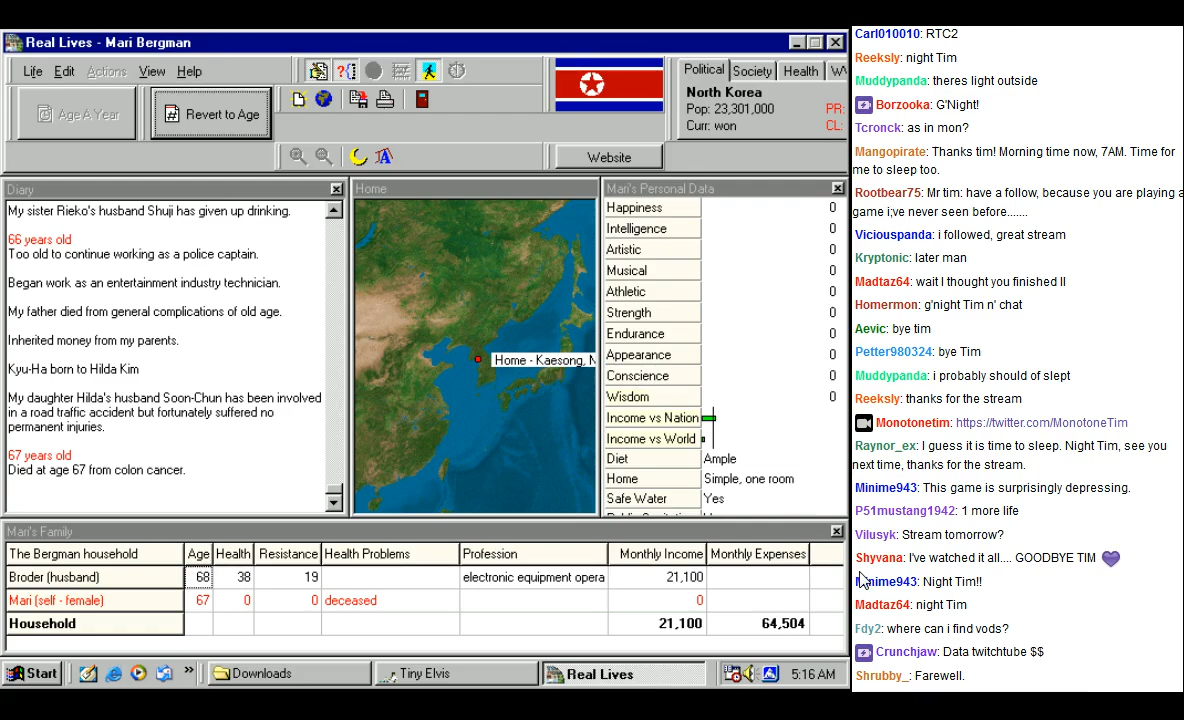 Real Lives - Mari Bergman
Life Edit Actions View Help
Age A Year
Revert to Age
Website
Political Society Health
North Korea
Pop: 23,301,000 PR:
Curr: won CL:
Diary
My sister Rieko's husband Shuji has given up drinking.
66 years old
Too old to continue working as a police captain.
Began work as an entertainment industry technician.
My father died from general complications of old age.
Inherited money from my parents.
Kyu-Ha born to Hilda Kim
My daughter Hilda's husband Soon-Chun has been involved
in a road traffic accident but fortunately suffered no
permanent injuries.
67 years old
Died at age 67 from colon cancer.
Home
Home - Kaesong, N
Mari's Personal Data
Happiness 0
Intelligence 0
Artistic 0
Musical 0
Athletic 0
Strength 0
Endurance 0
Appearance 0
Conscience 0
Wisdom 0
Income vs Nation
Income vs World
Diet Ample
Home Simple, one room
Safe Water Yes
Mari's Family
The Bergman household Age Health Resistance Health Problems Profession Monthly Income Monthly Expenses
Broder (husband) 68 38 19 electronic equipment opera 21,100
Mari (self - female) 67 0 0 deceased 0
Household 21,100 64,504
Start » Downloads Tiny Elvis Real Lives 5:16 AM
Carl010010: RTC2
Reeksly: night Tim
Muddypanda: theres light outside
Borzooka: G'Night!
Tcronck: as in mon?
Mangopirate: Thanks tim! Morning time now, 7AM. Time for
me to sleep too.
Rootbear75: Mr tim: have a follow, because you are playing a
game i;ve never seen before.......
Viciouspanda: i followed, great stream
Kryptonic: later man
Madtaz64: wait I thought you finished II
Homermon: g'night Tim n' chat
Aevic: bye tim
Petter980324: bye Tim
Muddypanda: i probably should of slept
Reeksly: thanks for the stream
Monotonetim: https://twitter.com/MonotoneTim
Raynor_ex: I guess it is time to sleep. Night Tim, see you
next time, thanks for the stream.
Minime943: This game is surprisingly depressing.
P51mustang1942: 1 more life
Vilusyk: Stream tomorrow?
Shyvana: I've watched it all.... GOODBYE TIM
Minime943: Night Tim!!
Madtaz64: night Tim
Fdy2: where can i find vods?
Crunchjaw: Data twitchtube $$
Shrubby_: Farewell.